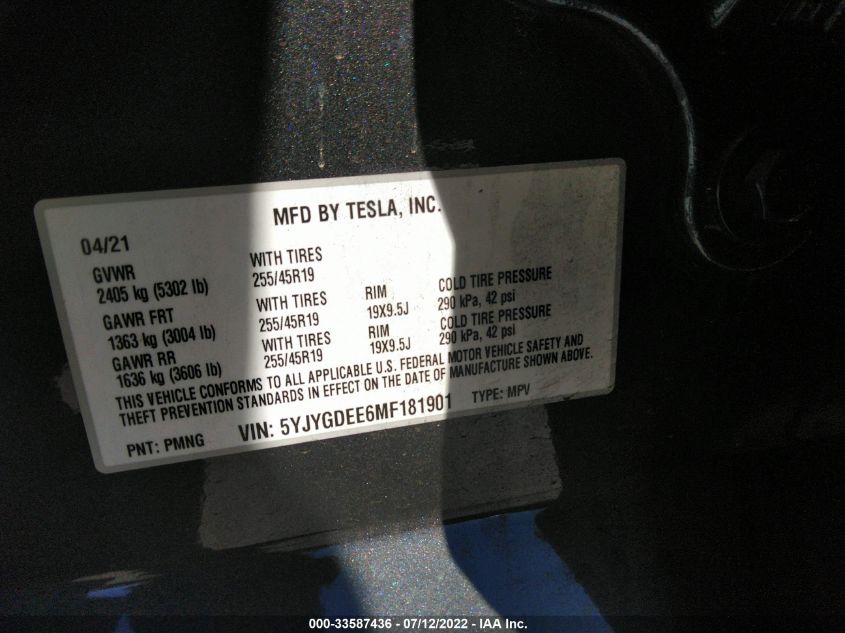 MFD BY TESLA, INC.
04/21
GVWR WITH TIRES
2405 kg (5302 lb) 255/45R19
GAWR FRT WITH TIRES RIM COLD TIRE PRESSURE
1363 kg (3004 lb) 255/45R19 19X9.5J 290 kPa, 42 psi
GAWR RR WITH TIRES RIM COLD TIRE PRESSURE
1636 kg (3606 lb) 255/45R19 19X9.5J 290 kPa, 42 psi
THIS VEHICLE CONFORMS TO ALL APPLICABLE U.S. FEDERAL MOTOR VEHICLE SAFETY AND
THEFT PREVENTION STANDARDS IN EFFECT ON THE DATE OF MANUFACTURE SHOWN ABOVE.
PNT: PMNG VIN: 5YJYGDEE6MF181901 TYPE: MPV
000-33587436 - 07/12/2022 - IAA Inc.